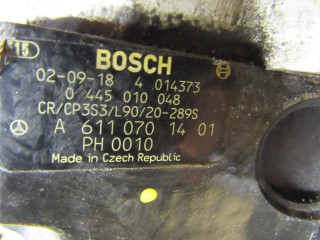 15
BOSCH
02-09-18 4 014373
0 445 010 048
CR/CP3S3/L90/20-289S
A 611 070 14 01
PH 0010
Made in Czech Republic